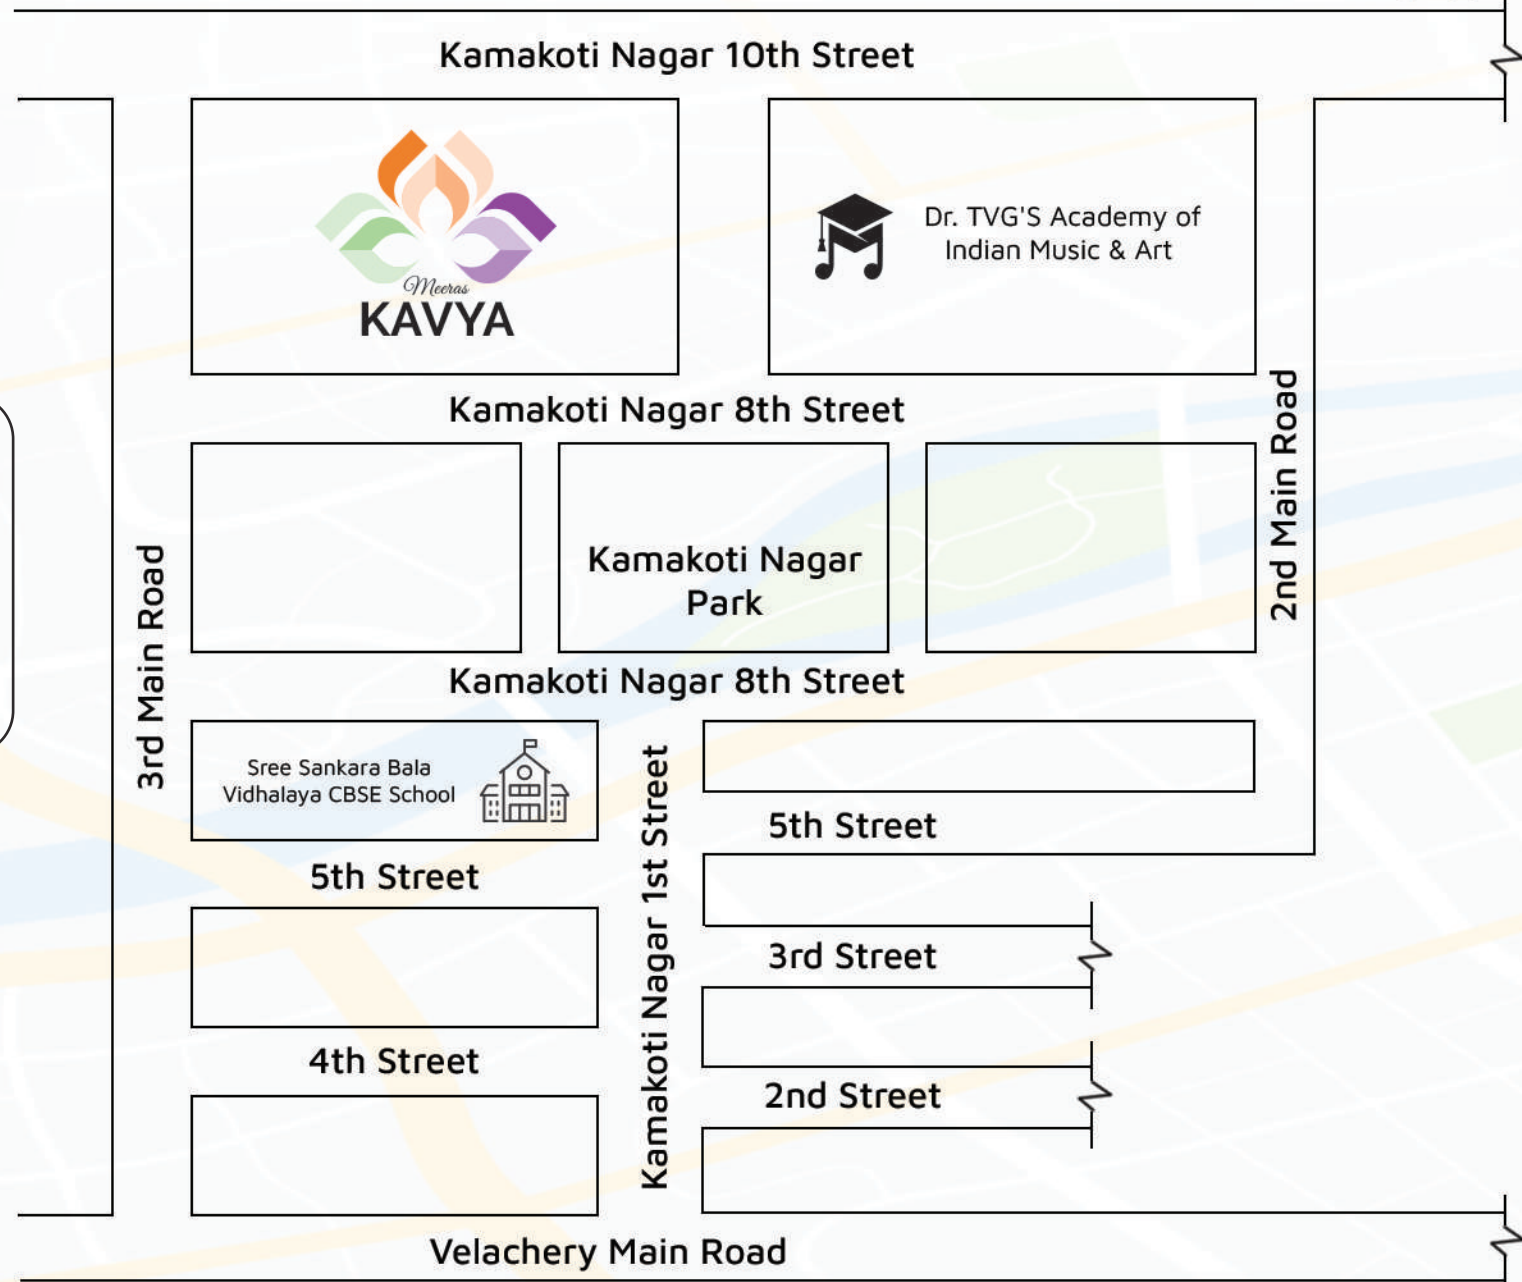 Kamakoti Nagar 10th Street
Meeras
KAVYA
Dr. TVG'S Academy of
Indian Music & Art
Kamakoti Nagar 8th Street
2nd Main Road
Kamakoti Nagar
Park
3rd Main Road
Kamakoti Nagar 8th Street
Sree Sankara Bala
Vidhalaya CBSE School
Kamakoti Nagar 1st Street
5th Street
5th Street
3rd Street
4th Street
2nd Street
Velachery Main Road